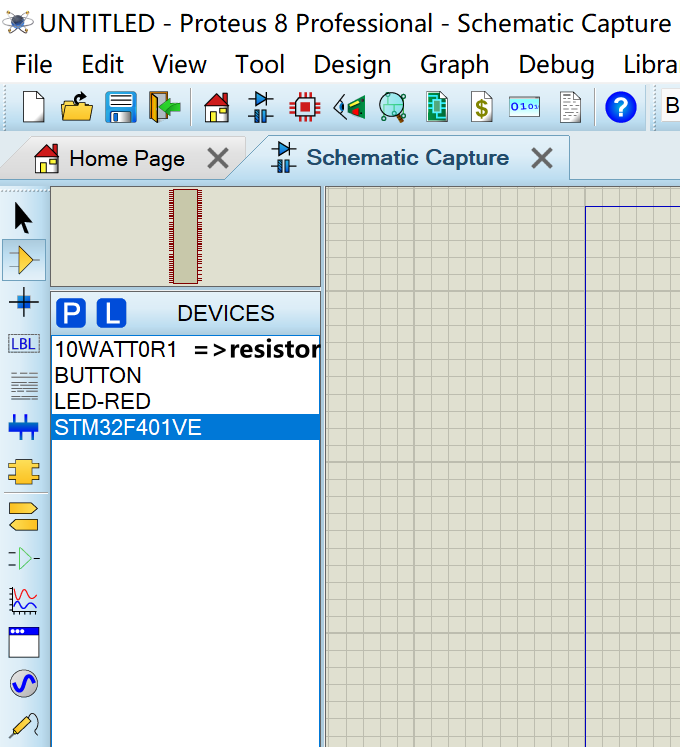 UNTITLED - Proteus 8 Professional - Schematic Capture
File Edit View Tool Design Graph Debug Libra
$ 0101 ? B
Home Page Schematic Capture
P L DEVICES
10WATT0R1 =>resistor
BUTTON
LED-RED
STM32F401VE
LBL